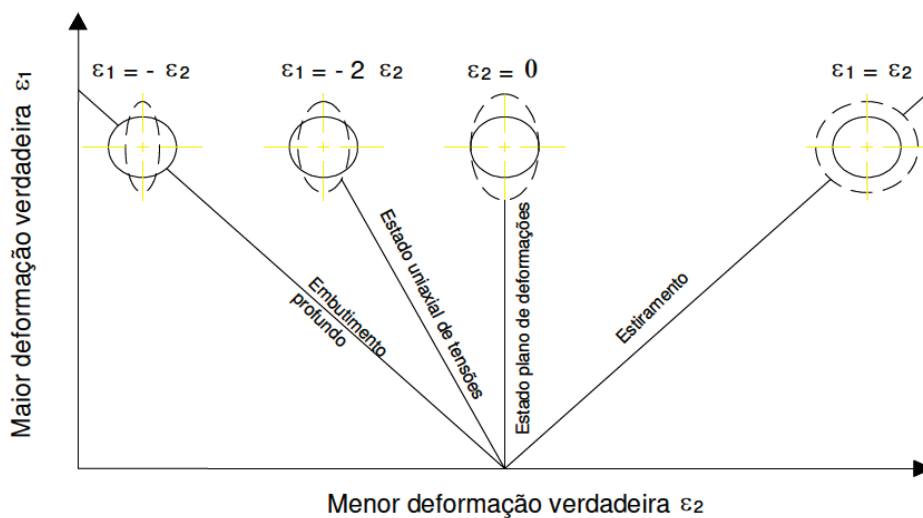 ε1 = - ε2
ε1 = - 2 ε2
ε2 = 0
ε1 = ε2
Maior deformação verdadeira ε1
Embutimento
profundo
Estado uniaxial de tensões
Estado plano de deformações
Estiramento
Menor deformação verdadeira ε2